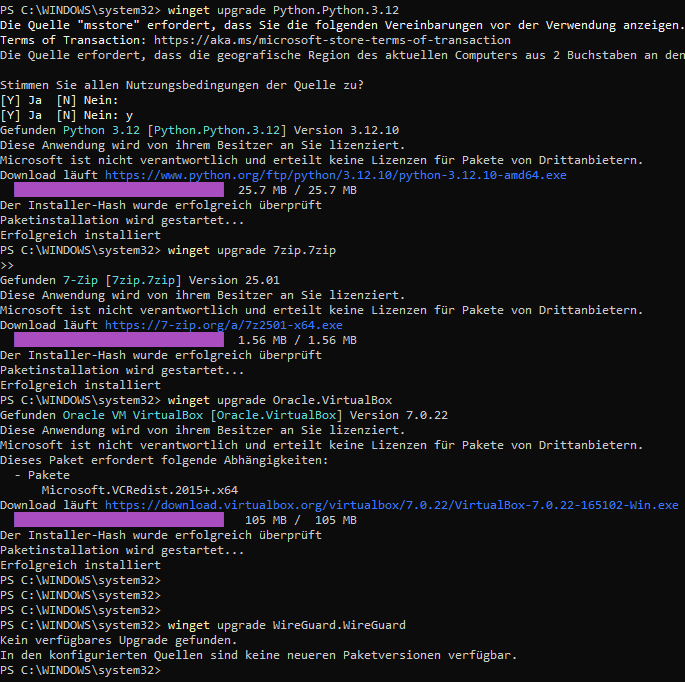 PS C:\WINDOWS\system32> winget upgrade Python.Python.3.12
Die Quelle "msstore" erfordert, dass Sie die folgenden Vereinbarungen vor der Verwendung anzeigen.
Terms of Transaction: https://aka.ms/microsoft-store-terms-of-transaction
Die Quelle erfordert, dass die geografische Region des aktuellen Computers aus 2 Buchstaben an den
Stimmen Sie allen Nutzungsbedingungen der Quelle zu?
[Y] Ja  [N] Nein:
[Y] Ja  [N] Nein: y
Gefunden Python 3.12 [Python.Python.3.12] Version 3.12.10
Diese Anwendung wird von ihrem Besitzer an Sie lizenziert.
Microsoft ist nicht verantwortlich und erteilt keine Lizenzen für Pakete von Drittanbietern.
Download läuft https://www.python.org/ftp/python/3.12.10/python-3.12.10-amd64.exe
25.7 MB / 25.7 MB
Der Installer-Hash wurde erfolgreich überprüft
Paketinstallation wird gestartet...
Erfolgreich installiert
PS C:\WINDOWS\system32> winget upgrade 7zip.7zip
>>
Gefunden 7-Zip [7zip.7zip] Version 25.01
Diese Anwendung wird von ihrem Besitzer an Sie lizenziert.
Microsoft ist nicht verantwortlich und erteilt keine Lizenzen für Pakete von Drittanbietern.
Download läuft https://7-zip.org/a/7z2501-x64.exe
1.56 MB / 1.56 MB
Der Installer-Hash wurde erfolgreich überprüft
Paketinstallation wird gestartet...
Erfolgreich installiert
PS C:\WINDOWS\system32> winget upgrade Oracle.VirtualBox
Gefunden Oracle VM VirtualBox [Oracle.VirtualBox] Version 7.0.22
Diese Anwendung wird von ihrem Besitzer an Sie lizenziert.
Microsoft ist nicht verantwortlich und erteilt keine Lizenzen für Pakete von Drittanbietern.
Dieses Paket erfordert folgende Abhängigkeiten:
- Pakete
Microsoft.VCRedist.2015+.x64
Download läuft https://download.virtualbox.org/virtualbox/7.0.22/VirtualBox-7.0.22-165102-Win.exe
105 MB /  105 MB
Der Installer-Hash wurde erfolgreich überprüft
Paketinstallation wird gestartet...
Erfolgreich installiert
PS C:\WINDOWS\system32>
PS C:\WINDOWS\system32>
PS C:\WINDOWS\system32>
PS C:\WINDOWS\system32> winget upgrade WireGuard.WireGuard
Kein verfügbares Upgrade gefunden.
In den konfigurierten Quellen sind keine neueren Paketversionen verfügbar.
PS C:\WINDOWS\system32>